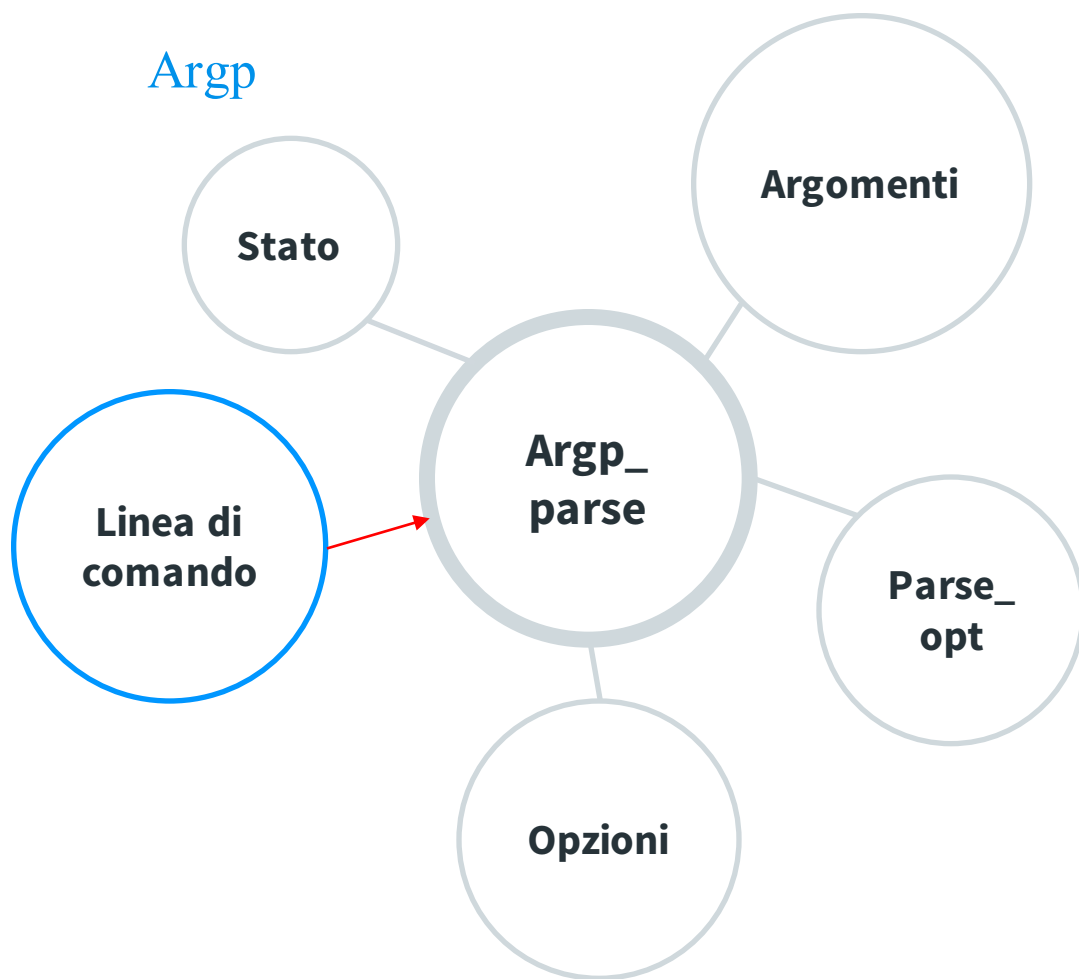 Argp
Argomenti
Stato
Argp_
parse
Linea di
comando
Parse_
opt
Opzioni